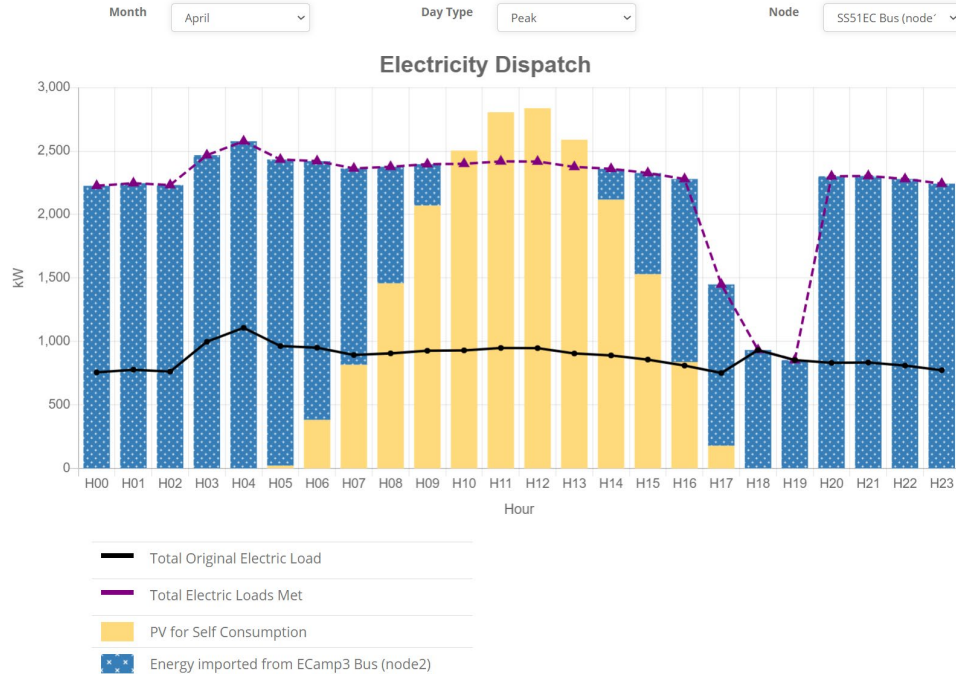 Month April Day Type Peak Node SS51EC Bus (node1
Electricity Dispatch
3,000
2,500
2,000
1,500
1,000
500
0
kW
H00 H01 H02 H03 H04 H05 H06 H07 H08 H09 H10 H11 H12 H13 H14 H15 H16 H17 H18 H19 H20 H21 H22 H23
Hour
Total Original Electric Load
Total Electric Loads Met
PV for Self Consumption
Energy imported from ECamp3 Bus (node2)